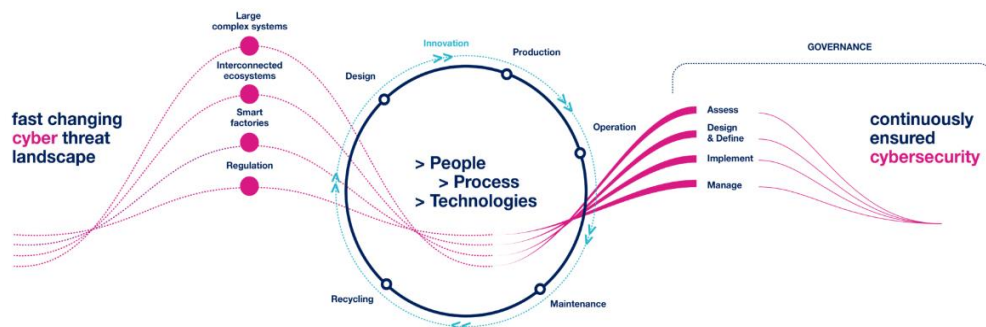 fast changing
cyber threat
landscape
Large
complex systems
Interconnected
ecosystems
Smart
factories
Regulation
Innovation
Design
Production
Operation
Maintenance
Recycling
> People
> Process
> Technologies
GOVERNANCE
Assess
Design
& Define
Implement
Manage
continuously
ensured
cybersecurity